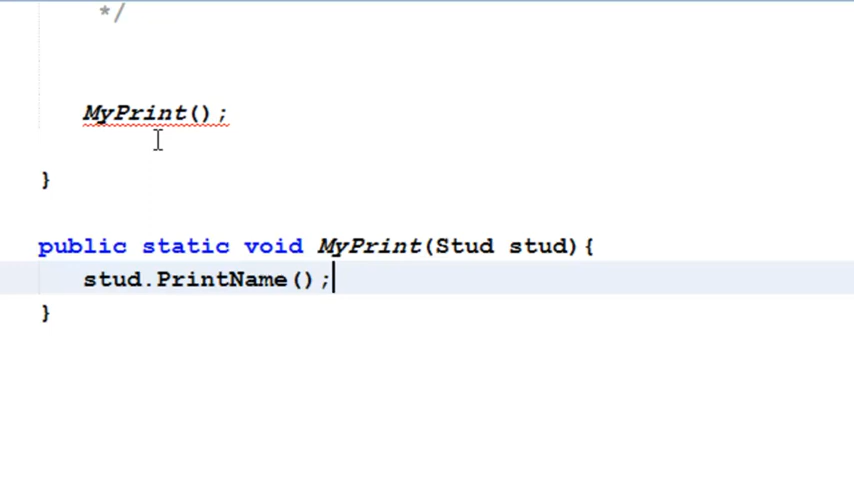 */
MyPrint();
}
public static void MyPrint(Stud stud){
stud.PrintName();
}